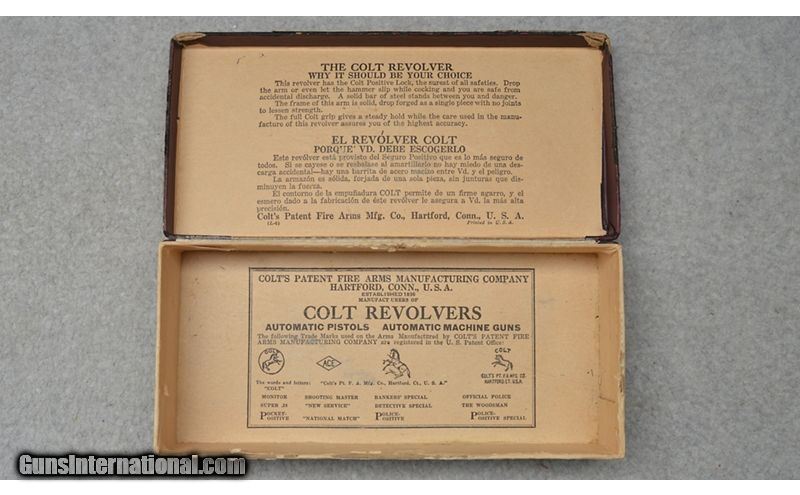 THE COLT REVOLVER
WHY IT SHOULD BE YOUR CHOICE
This revolver has the Colt Positive Lock, the surest of all safeties. Drop
the arm or even let the hammer slip while cocking and you are safe from
accidental discharge. A solid bar of steel stands between you and danger.
The frame of this arm is solid, drop forged as a single piece with no joints
to lessen strength.
The full Colt grip gives a steady hold while the care used in the manu-
facture of this revolver assures you of the highest accuracy.
EL REVÓLVER COLT
PORQUE' VD. DEBE ESCOGERLO
Este revólver está provisto del Seguro Positivo que es lo más seguro de
todos. Si se cayese o se resbalase al amartillarlo no hay miedo de una des-
carga accidental—hay una barrita de acero macizo entre Vd. y el peligro.
La armazón es sólida, forjada de una sola pieza, sin junturas que dis-
minuyen la fuerza.
El contorno de la empuñadura COLT permite de un firme agarro, y el
esmero dado a la fabricación de éste revólver le asegura a Vd. la más alta
precisión.
Colt's Patent Fire Arms Mfg. Co., Hartford, Conn., U. S. A.
Printed in U.S.A.
COLT'S PATENT FIRE ARMS MANUFACTURING COMPANY
HARTFORD, CONN., U.S.A.
ESTABLISHED 1836
MANUFACTURERS OF
COLT REVOLVERS
AUTOMATIC PISTOLS AUTOMATIC MACHINE GUNS
The following Trade Marks used on the Arms Manufactured by COLT'S PATENT FIRE
ARMS MANUFACTURING COMPANY are registered in the U. S. Patent Office:
COLT
ACE
COLT
COLT'S PT. F.A. MFG. CO.
HARTFORD CT. U.S.A.
The words and letters: "Colt's Pt. F. A. Mfg. Co., Hartford, Ct., U. S. A."
"COLT"
MONITOR SHOOTING MASTER BANKERS' SPECIAL OFFICIAL POLICE
SUPER .38 "NEW SERVICE" DETECTIVE SPECIAL THE WOODSMAN
POCKET-POSITIVE "NATIONAL MATCH" POLICE-POSITIVE POLICE-POSITIVE SPECIAL
GunsInternational.com